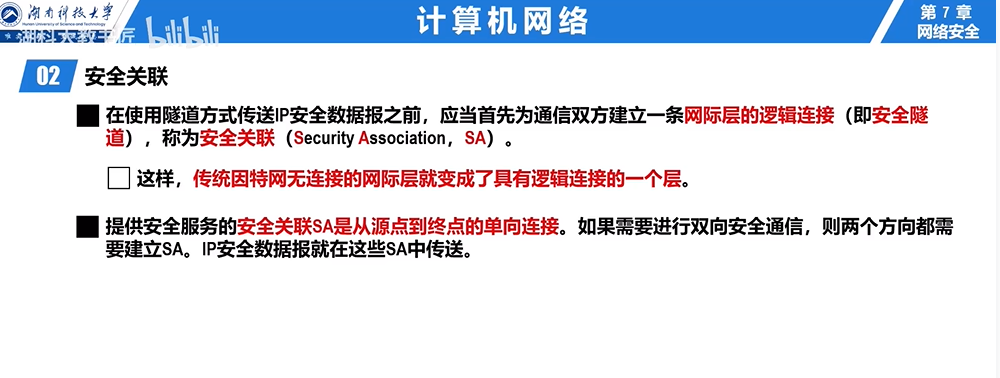 湖南科技大学
Hunan University of Science and Technology
湖科大教书匠 bilibili
计算机网络
第 7 章
网络安全
02 安全关联
在使用隧道方式传送IP安全数据报之前，应当首先为通信双方建立一条网际层的逻辑连接（即安全隧
道），称为安全关联（Security Association，SA）。
这样，传统因特网无连接的网际层就变成了具有逻辑连接的一个层。
提供安全服务的安全关联SA是从源点到终点的单向连接。如果需要进行双向安全通信，则两个方向都需
要建立SA。IP安全数据报就在这些SA中传送。